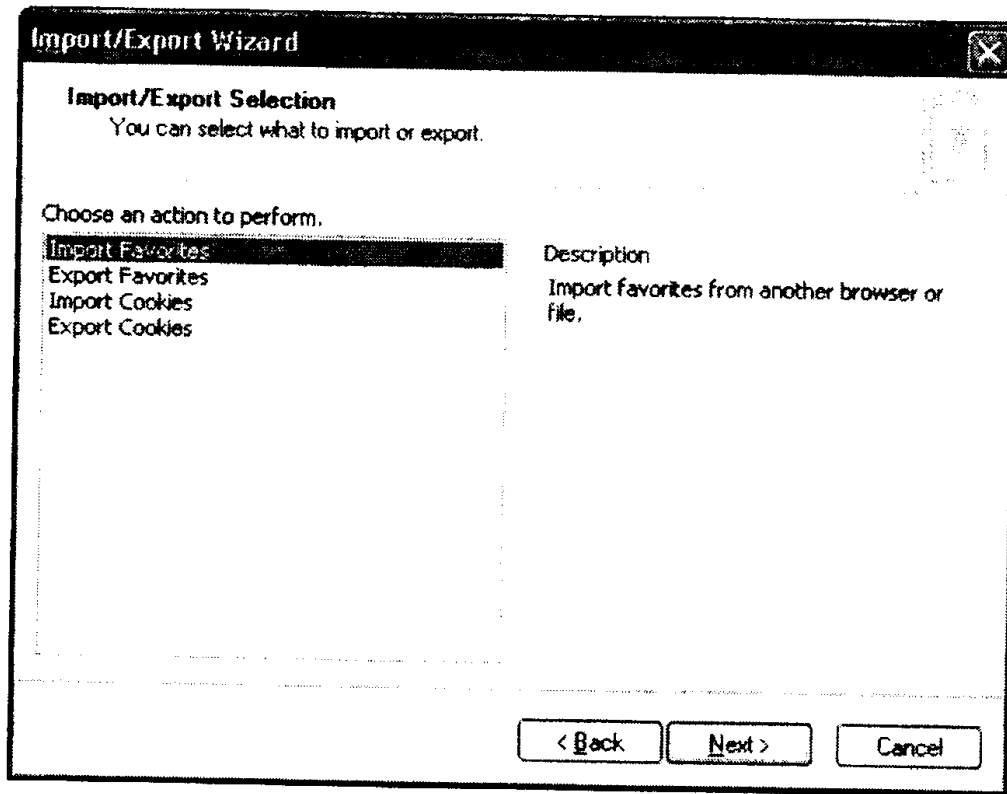 Import/Export Wizard
Import/Export Selection
You can select what to import or export.
Choose an action to perform.
Import Favorites
Export Favorites
Import Cookies
Export Cookies
Description
Import favorites from another browser or
file.
< Back
Next >
Cancel